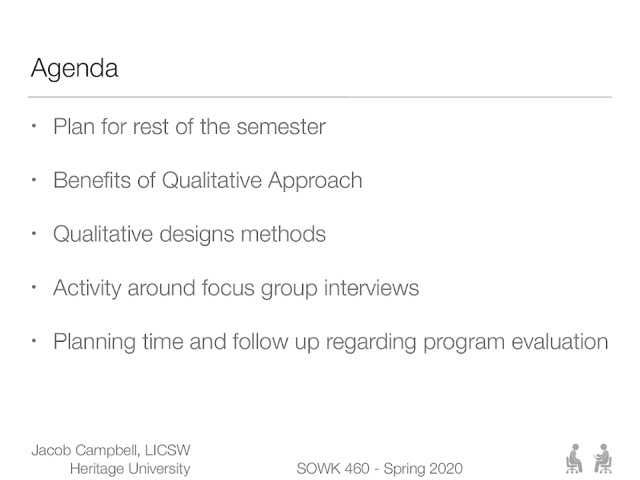 Agenda
• Plan for rest of the semester
• Benefits of Qualitative Approach
• Qualitative designs methods
• Activity around focus group interviews
• Planning time and follow up regarding program evaluation
Jacob Campbell, LICSW
Heritage University
SOWK 460 - Spring 2020